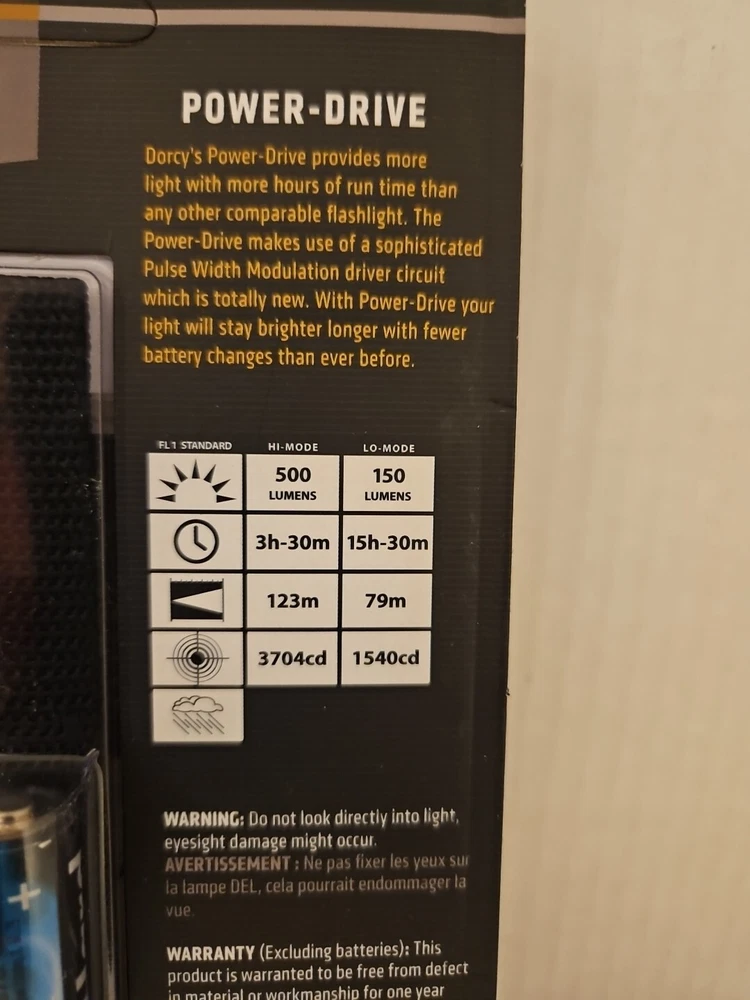 POWER-DRIVE
Dorcy's Power-Drive provides more
light with more hours of run time than
any other comparable flashlight. The
Power-Drive makes use of a sophisticated
Pulse Width Modulation driver circuit
which is totally new. With Power-Drive your
light will stay brighter longer with fewer
battery changes than ever before.
FL1 STANDARD HI-MODE LO-MODE
500 LUMENS 150 LUMENS
3h-30m 15h-30m
123m 79m
3704cd 1540cd
WARNING: Do not look directly into light,
eyesight damage might occur.
AVERTISSEMENT : Ne pas fixer les yeux sur
la lampe DEL, cela pourrait endommager la
vue.
WARRANTY (Excluding batteries): This
product is warranted to be free from defect
in material or workmanship for one year